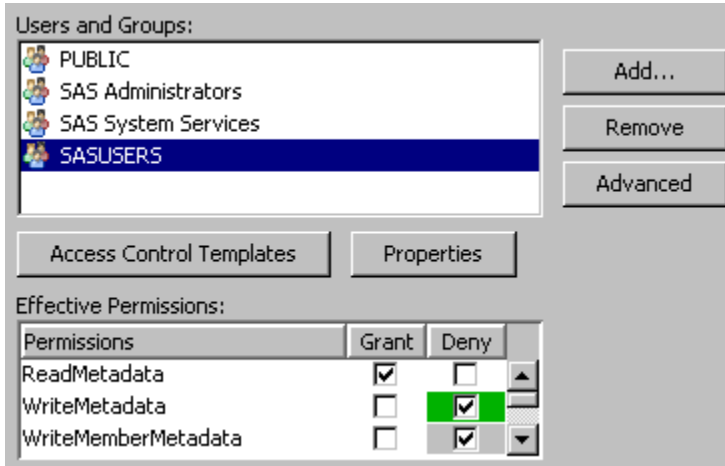 Users and Groups:
PUBLIC
SAS Administrators
SAS System Services
SASUSERS
Add...
Remove
Advanced
Access Control Templates Properties
Effective Permissions:
Permissions Grant Deny
ReadMetadata
WriteMetadata
WriteMemberMetadata